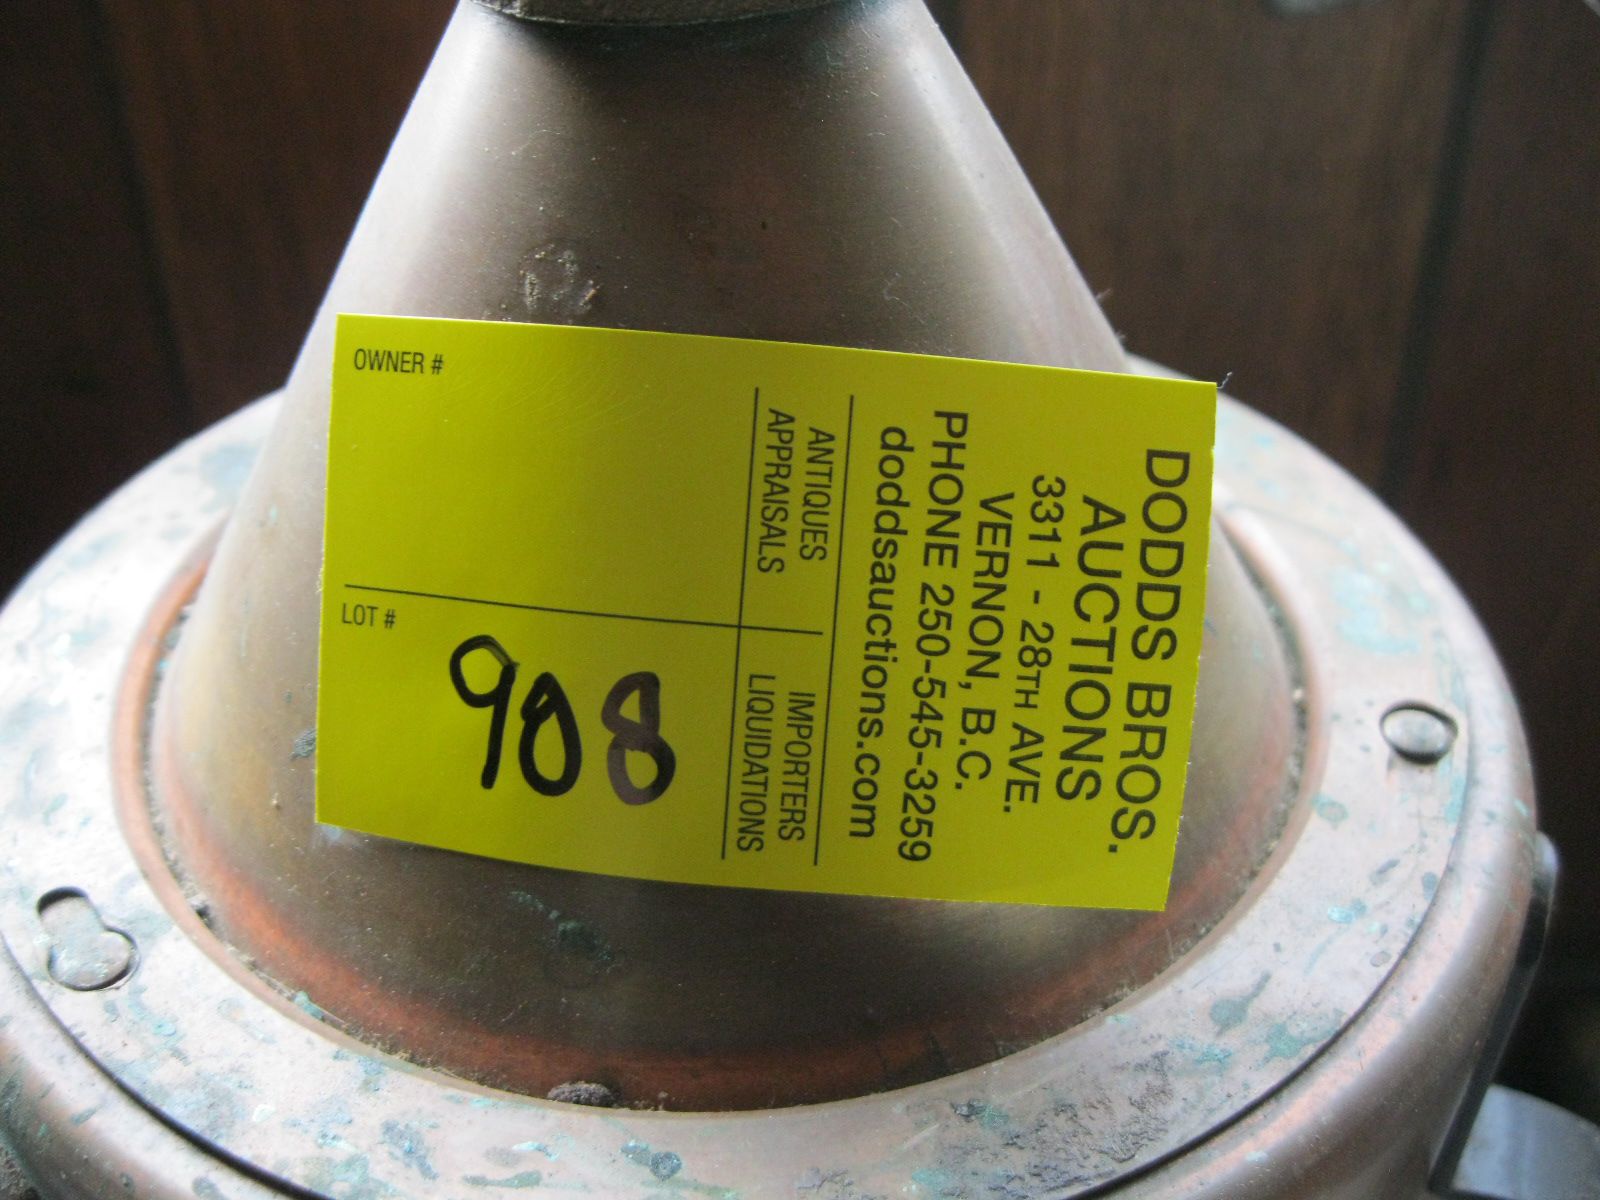 DODDS BROS.
AUCTIONS
3311 - 28TH AVE.
VERNON, B.C.
PHONE 250-545-3259
doddsauctions.com
ANTIQUES
APPRAISALS
IMPORTERS
LIQUIDATIONS
OWNER #
LOT #
908